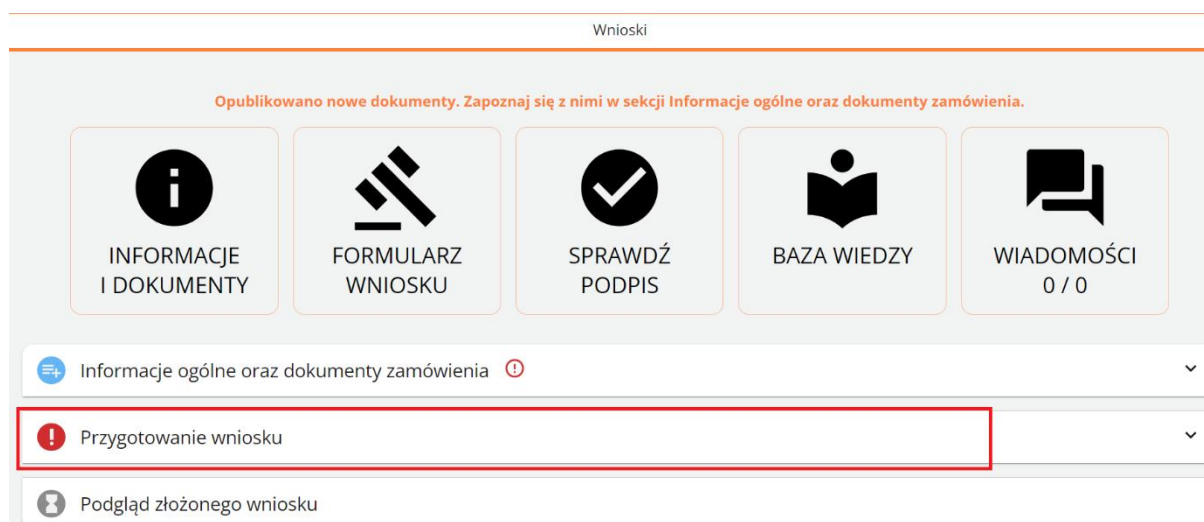 Wnioski
Opublikowano nowe dokumenty. Zapoznaj się z nimi w sekcji Informacje ogólne oraz dokumenty zamówienia.
INFORMACJE
I DOKUMENTY
FORMULARZ
WNIOSKU
SPRAWDŹ
PODPIS
BAZA WIEDZY
WIADOMOŚCI
0 / 0
Informacje ogólne oraz dokumenty zamówienia
Przygotowanie wniosku
Podgląd złożonego wniosku